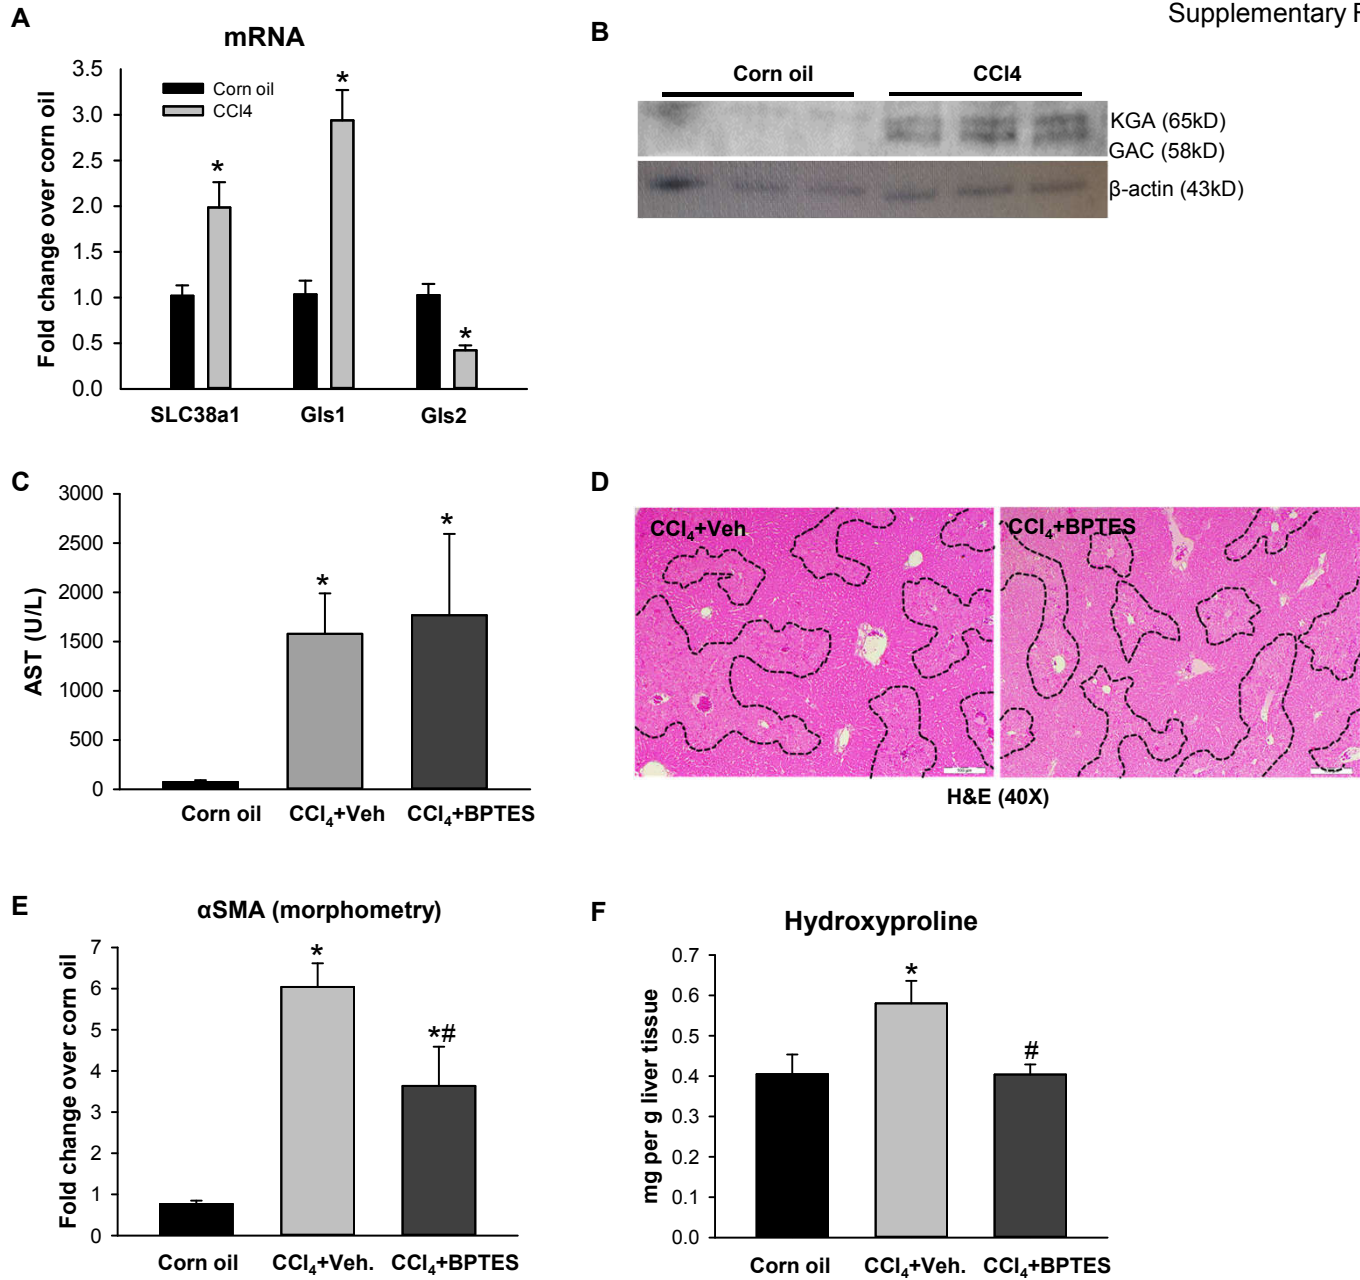 Supplementary F
A
mRNA
Fold change over corn oil
3.5
3.0
2.5
2.0
1.5
1.0
0.5
0.0
Corn oil
CCl4
*
*
*
SLC38a1
Gls1
Gls2
B
Corn oil
CCl4
KGA (65kD)
GAC (58kD)
β-actin (43kD)
C
AST (U/L)
3000
2500
2000
1500
1000
500
0
*
*
Corn oil
CCl₄+Veh
CCl₄+BPTES
D
CCl₄+Veh
CCl₄+BPTES
H&E (40X)
E
αSMA (morphometry)
Fold change over corn oil
7
6
5
4
3
2
1
0
*
*#
Corn oil
CCl₄+Veh.
CCl₄+BPTES
F
Hydroxyproline
mg per g liver tissue
0.7
0.6
0.5
0.4
0.3
0.2
0.1
0.0
*
#
Corn oil
CCl₄+Veh.
CCl₄+BPTES